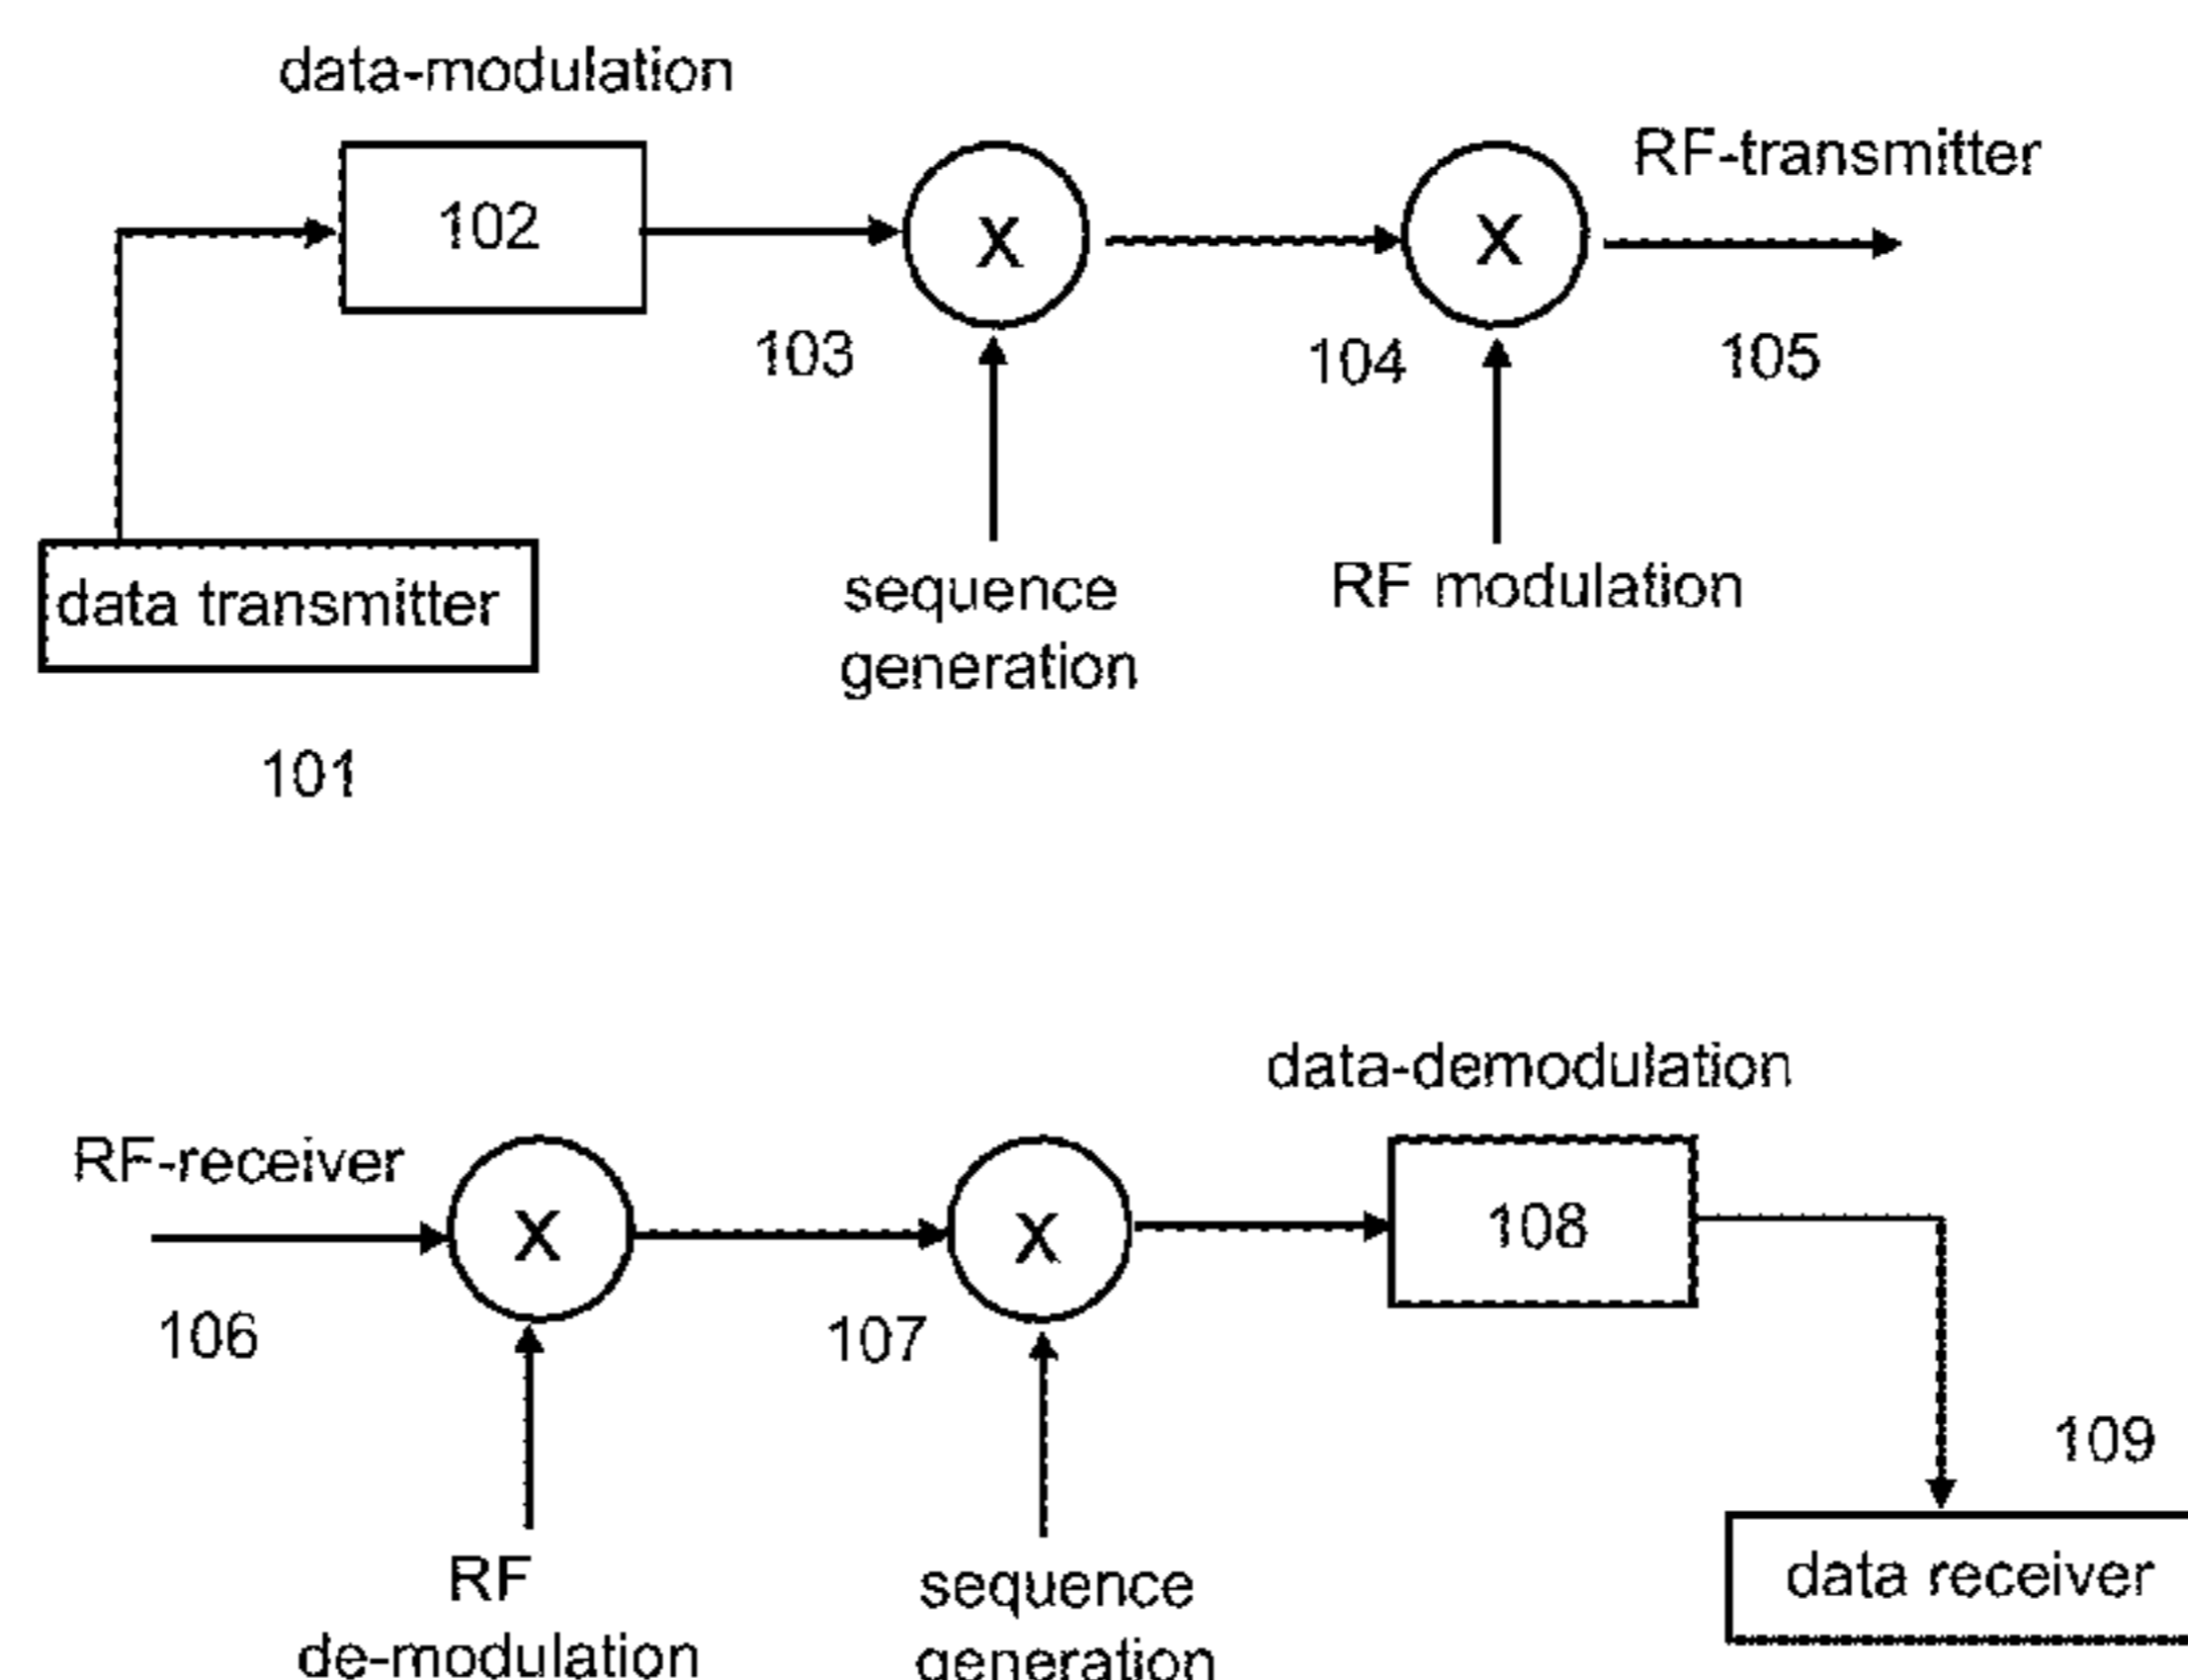 data-modulation
RF-transmitter
102
X
X
103
104
105
data transmitter
sequence
generation
RF modulation
101
data-demodulation
RF-receiver
X
X
108
106
107
109
RF
de-modulation
sequence
generation
data receiver